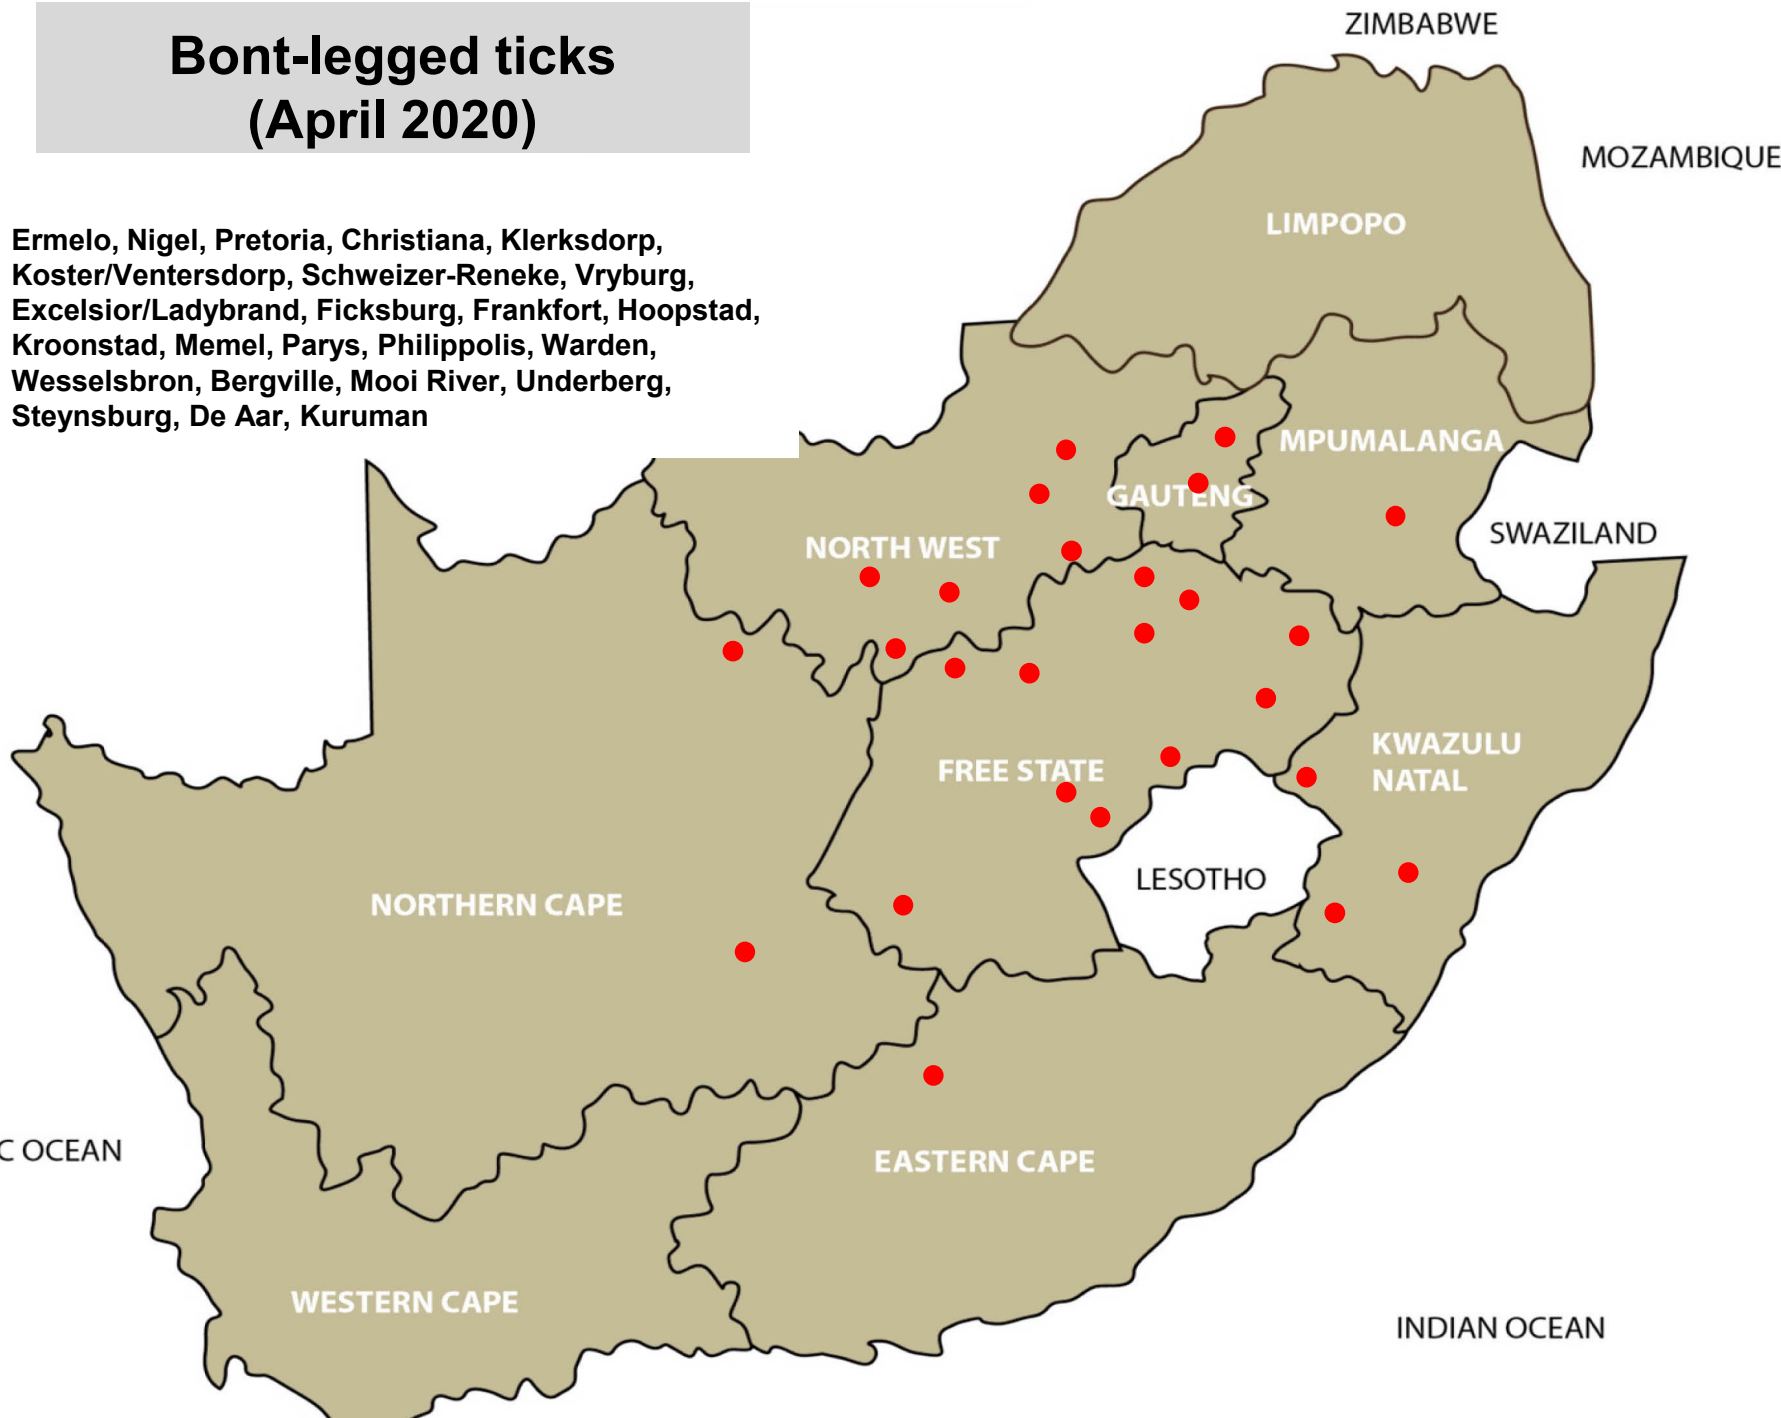 Bont-legged ticks
(April 2020)
Ermelo, Nigel, Pretoria, Christiana, Klerksdorp,
Koster/Ventersdorp, Schweizer-Reneke, Vryburg,
Excelsior/Ladybrand, Ficksburg, Frankfort, Hoopstad,
Kroonstad, Memel, Parys, Philippolis, Warden,
Wesselsbron, Bergville, Mooi River, Underberg,
Steynsburg, De Aar, Kuruman
ZIMBABWE
MOZAMBIQUE
LIMPOPO
MPUMALANGA
GAUTENG
SWAZILAND
NORTH WEST
KWAZULU
NATAL
FREE STATE
LESOTHO
NORTHERN CAPE
C OCEAN
EASTERN CAPE
WESTERN CAPE
INDIAN OCEAN